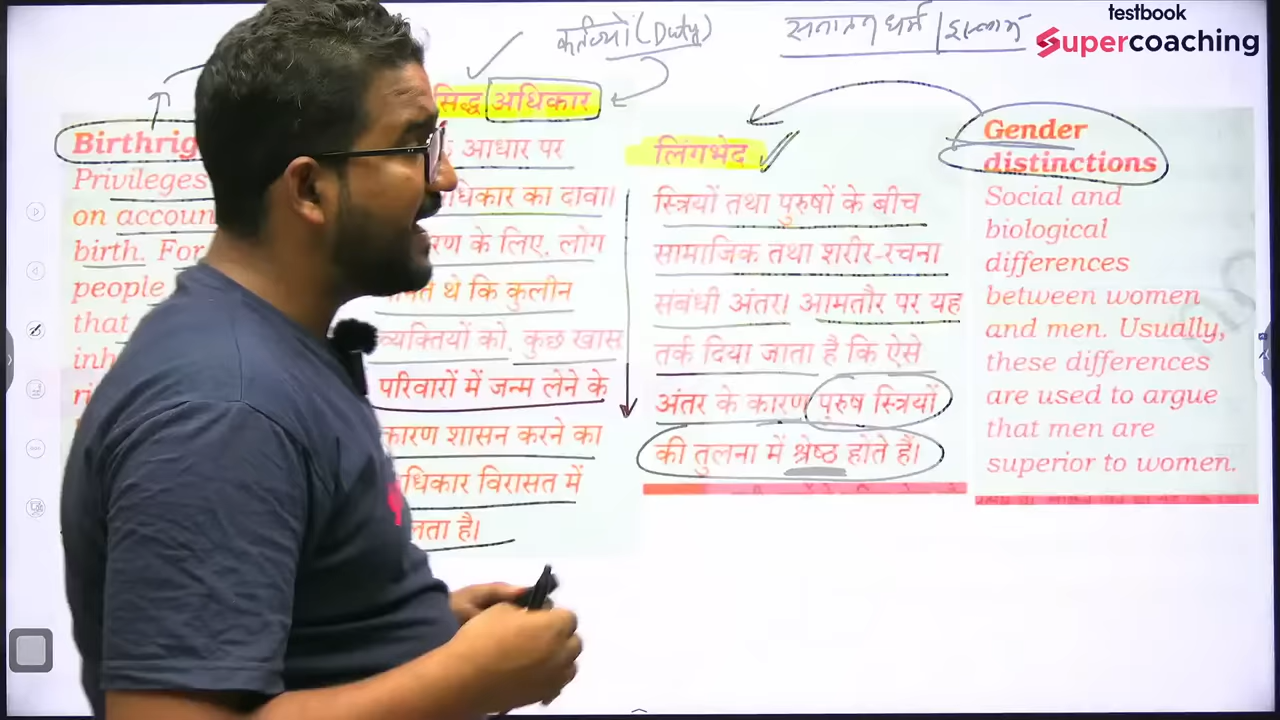 testbook
Supercoaching
कर्तव्यों (Duty)
सनातन धर्म / इस्लाम
सिद्ध अधिकार
Birthrig
आधार पर
Privileges
धिकार का दावा।
on accoun
रण के लिए, लोग
birth. For
थे कि कुलीन
people
व्यक्तियों को, कुछ खास
that
परिवारों में जन्म लेने के
inh
कारण शासन करने का
ri
धिकार विरासत में
लता है।
लिंगभेद
स्त्रियों तथा पुरुषों के बीच
सामाजिक तथा शारीर-रचना
संबंधी अंतर। आमतौर पर यह
तर्क दिया जाता है कि ऐसे
अंतर के कारण पुरुष स्त्रियों
की तुलना में श्रेष्ठ होते हैं।
Gender
distinctions
Social and
biological
differences
between women
and men. Usually,
these differences
are used to argue
that men are
superior to women.